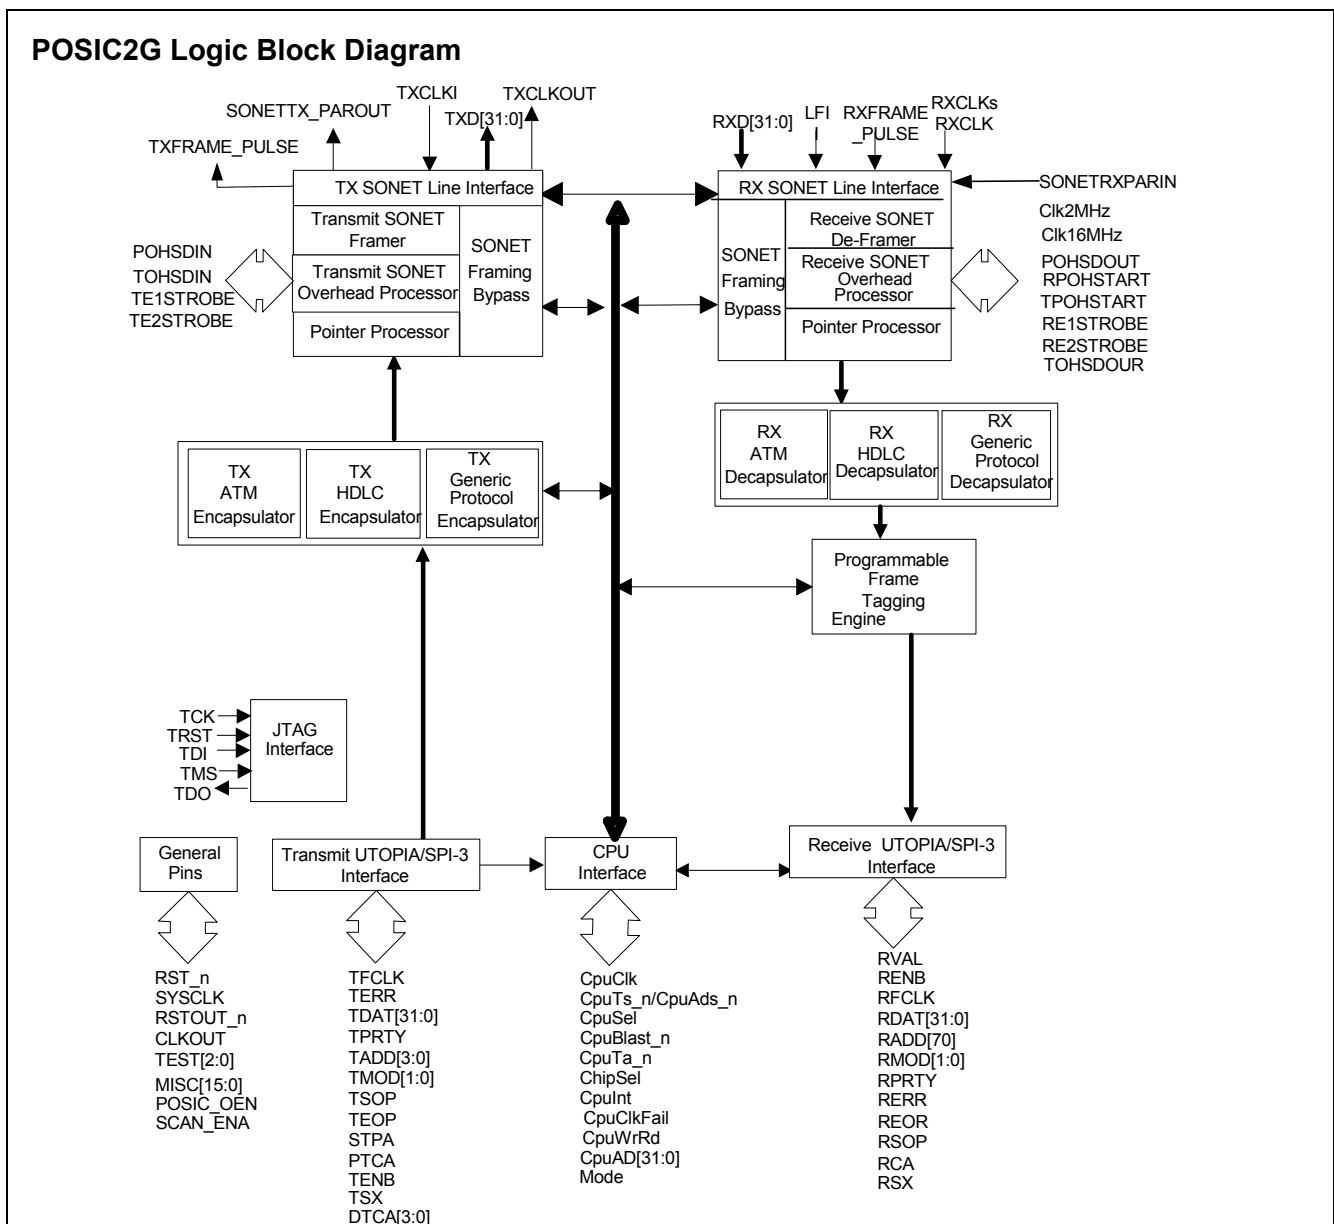 POSIC2G Logic Block Diagram
TXCLKI
TXCLKOUT
SONETTX_PAROUT
TXD[31:0]
TXFRAME_PULSE
RXD[31:0]
LFI
I
RXFRAME
_PULSE
RXCLKs
RXCLK
TX SONET Line Interface
Transmit SONET
Framer
Transmit SONET
Overhead Processor
Pointer Processor
SONET
Framing
Bypass
POHSDIN
TOHSDIN
TE1STROBE
TE2STROBE
RX SONET Line Interface
SONET
Framing
Bypass
Receive SONET
De-Framer
Receive SONET
Overhead
Processor
Pointer Processor
SONETRXPARIN
Clk2MHz
Clk16MHz
POHSDOUT
RPOHSTART
TPOHSTART
RE1STROBE
RE2STROBE
TOHSDOUR
TX
ATM
Encapsulator
TX
HDLC
Encapsulator
TX
Generic
Protocol
Encapsulator
RX
ATM
Decapsulator
RX
HDLC
Decapsulator
RX
Generic
Protocol
Decapsulator
Programmable
Frame
Tagging
Engine
TCK
TRST
TDI
TMS
TDO
JTAG
Interface
General
Pins
Transmit UTOPIA/SPI-3
Interface
CPU
Interface
Receive UTOPIA/SPI-3
Interface
RST_n
SYSCLK
RSTOUT_n
CLKOUT
TEST[2:0]
MISC[15:0]
POSIC_OEN
SCAN_ENA
TFCLK
TERR
TDAT[31:0]
TPRTY
TADD[3:0]
TMOD[1:0]
TSOP
TEOP
STPA
PTCA
TENB
TSX
DTCA[3:0]
CpuClk
CpuTs_n/CpuAds_n
CpuSel
CpuBlast_n
CpuTa_n
ChipSel
CpuInt
CpuClkFail
CpuWrRd
CpuAD[31:0]
Mode
RVAL
RENB
RFCLK
RDAT[31:0]
RADD[70]
RMOD[1:0]
RPRTY
RERR
REOR
RSOP
RCA
RSX